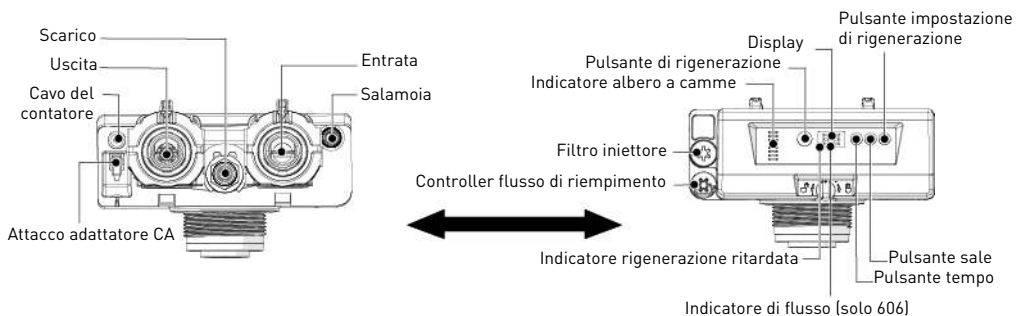 Scarico
Uscita
Cavo del
contatore
Attacco adattatore CA
Entrata
Salamoia
Pulsante impostazione
di rigenerazione
Display
Pulsante di rigenerazione
Indicatore albero a camme
Filtro iniettore
Controller flusso di riempimento
Indicatore rigenerazione ritardata
Pulsante sale
Pulsante tempo
Indicatore di flusso (solo 606)